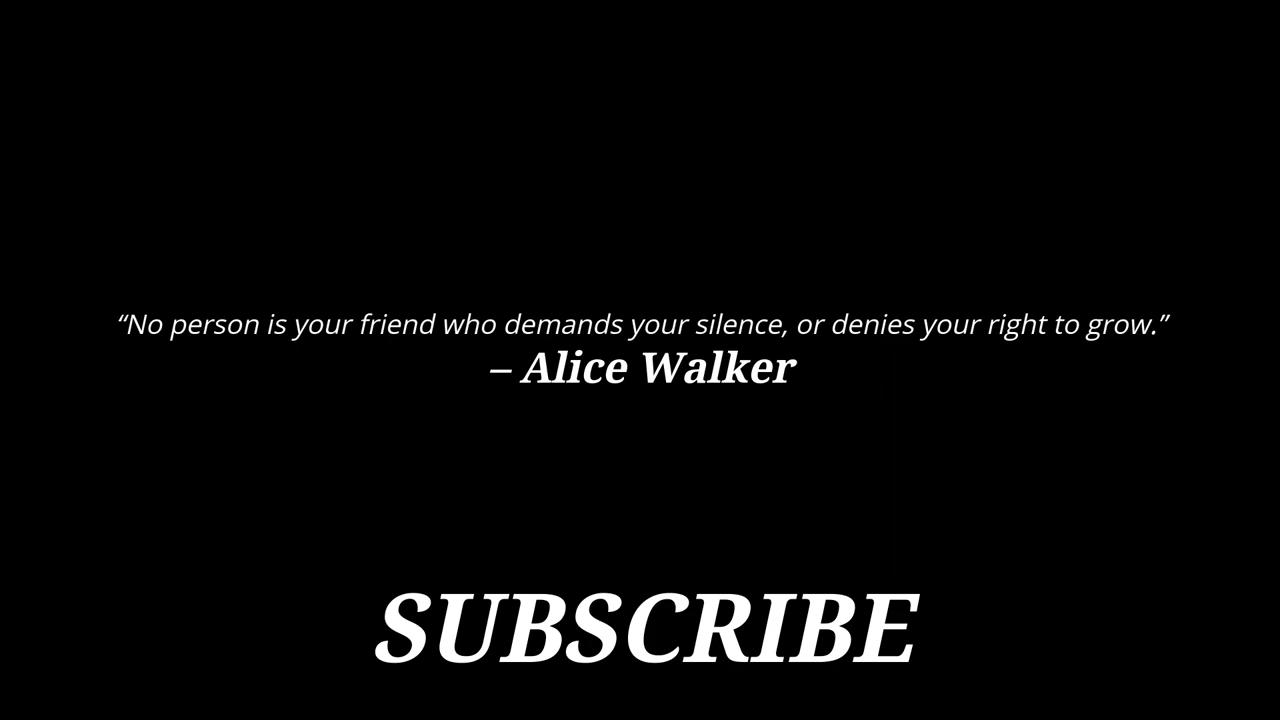 “No person is your friend who demands your silence, or denies your right to grow.”
– Alice Walker
SUBSCRIBE